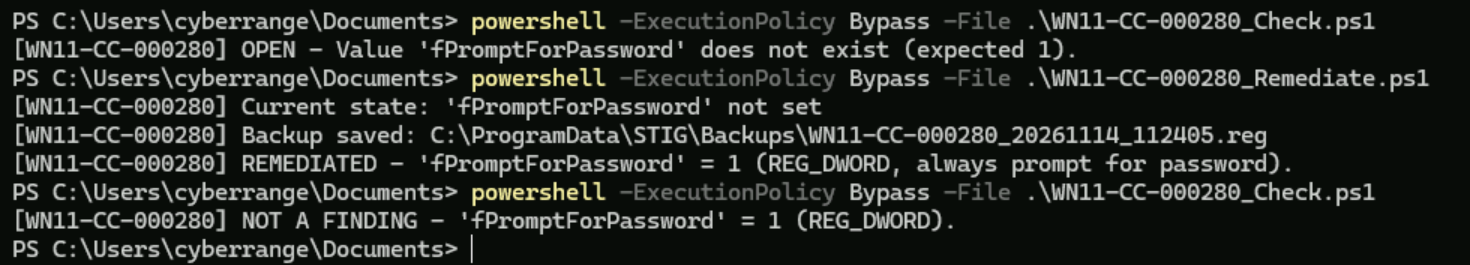 PS C:\Users\cyberrange\Documents> powershell -ExecutionPolicy Bypass -File .\WN11-CC-000280_Check.ps1
[WN11-CC-000280] OPEN - Value 'fPromptForPassword' does not exist (expected 1).
PS C:\Users\cyberrange\Documents> powershell -ExecutionPolicy Bypass -File .\WN11-CC-000280_Remediate.ps1
[WN11-CC-000280] Current state: 'fPromptForPassword' not set
[WN11-CC-000280] Backup saved: C:\ProgramData\STIG\Backups\WN11-CC-000280_20261114_112405.reg
[WN11-CC-000280] REMEDIATED - 'fPromptForPassword' = 1 (REG_DWORD, always prompt for password).
PS C:\Users\cyberrange\Documents> powershell -ExecutionPolicy Bypass -File .\WN11-CC-000280_Check.ps1
[WN11-CC-000280] NOT A FINDING - 'fPromptForPassword' = 1 (REG_DWORD).
PS C:\Users\cyberrange\Documents>